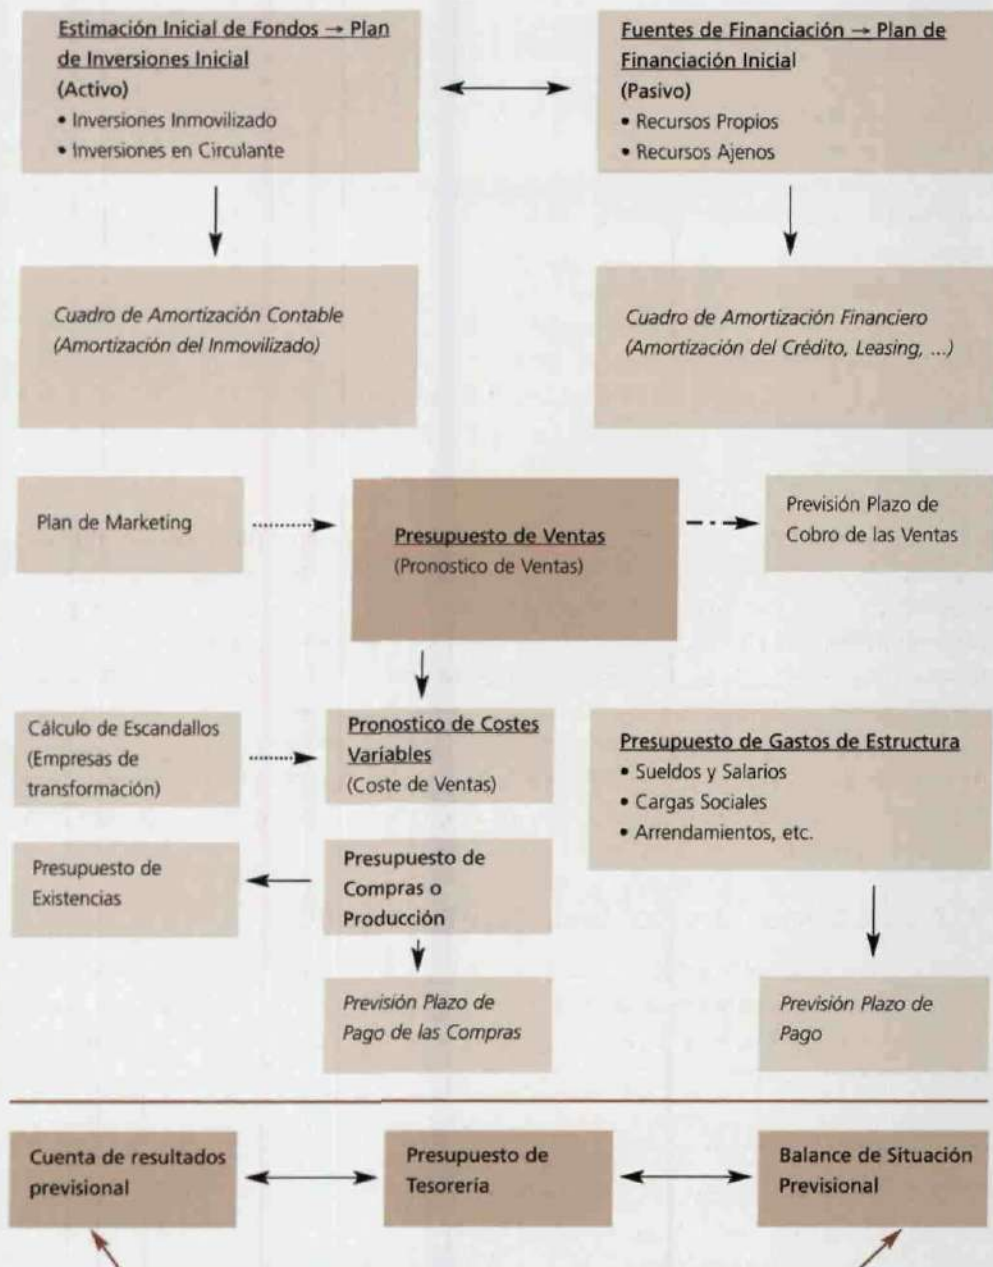 Estimación Inicial de Fondos → Plan
de Inversiones Inicial
(Activo)
• Inversiones Inmovilizado
• Inversiones en Circulante
Fuentes de Financiación → Plan de
Financiación Inicial
(Pasivo)
• Recursos Propios
• Recursos Ajenos
Cuadro de Amortización Contable
(Amortización del Inmovilizado)
Cuadro de Amortización Financiero
(Amortización del Crédito, Leasing, ...)
Plan de Marketing
Presupuesto de Ventas
(Pronostico de Ventas)
Previsión Plazo de
Cobro de las Ventas
Cálculo de Escandallos
(Empresas de
transformación)
Pronostico de Costes
Variables
(Coste de Ventas)
Presupuesto de Gastos de Estructura
• Sueldos y Salarios
• Cargas Sociales
• Arrendamientos, etc.
Presupuesto de
Existencias
Presupuesto de
Compras o
Producción
Previsión Plazo de
Pago de las Compras
Previsión Plazo de
Pago
Cuenta de resultados
previsional
Presupuesto de
Tesorería
Balance de Situación
Previsional